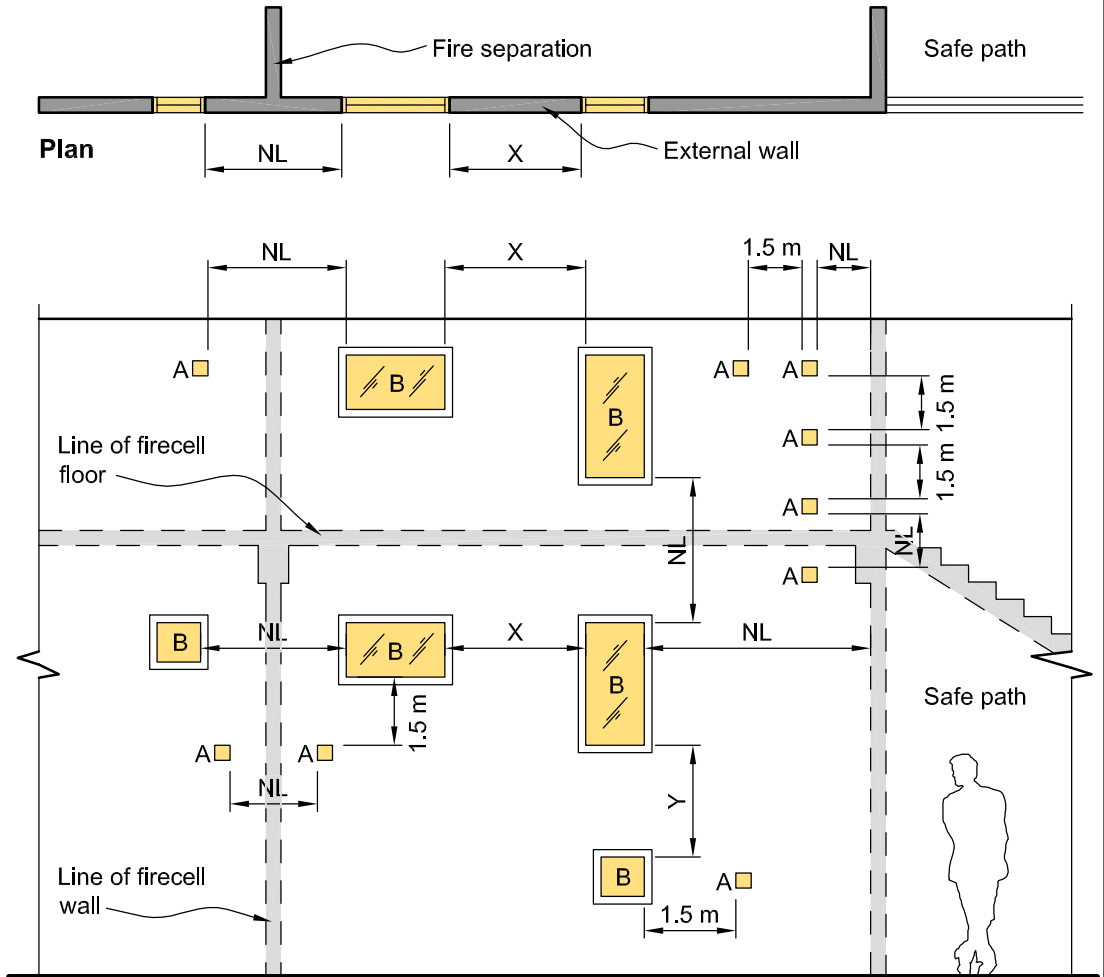 Fire separation
Safe path
Plan
NL
X
External wall
NL
X
1.5 m
NL
A
B
B
A
A
1.5 m
A
1.5 m
Line of firecell
floor
A
NL
NL
A
B
NL
B
X
B
NL
1.5 m
Safe path
A
A
NL
Y
Line of firecell
wall
B
A
1.5 m